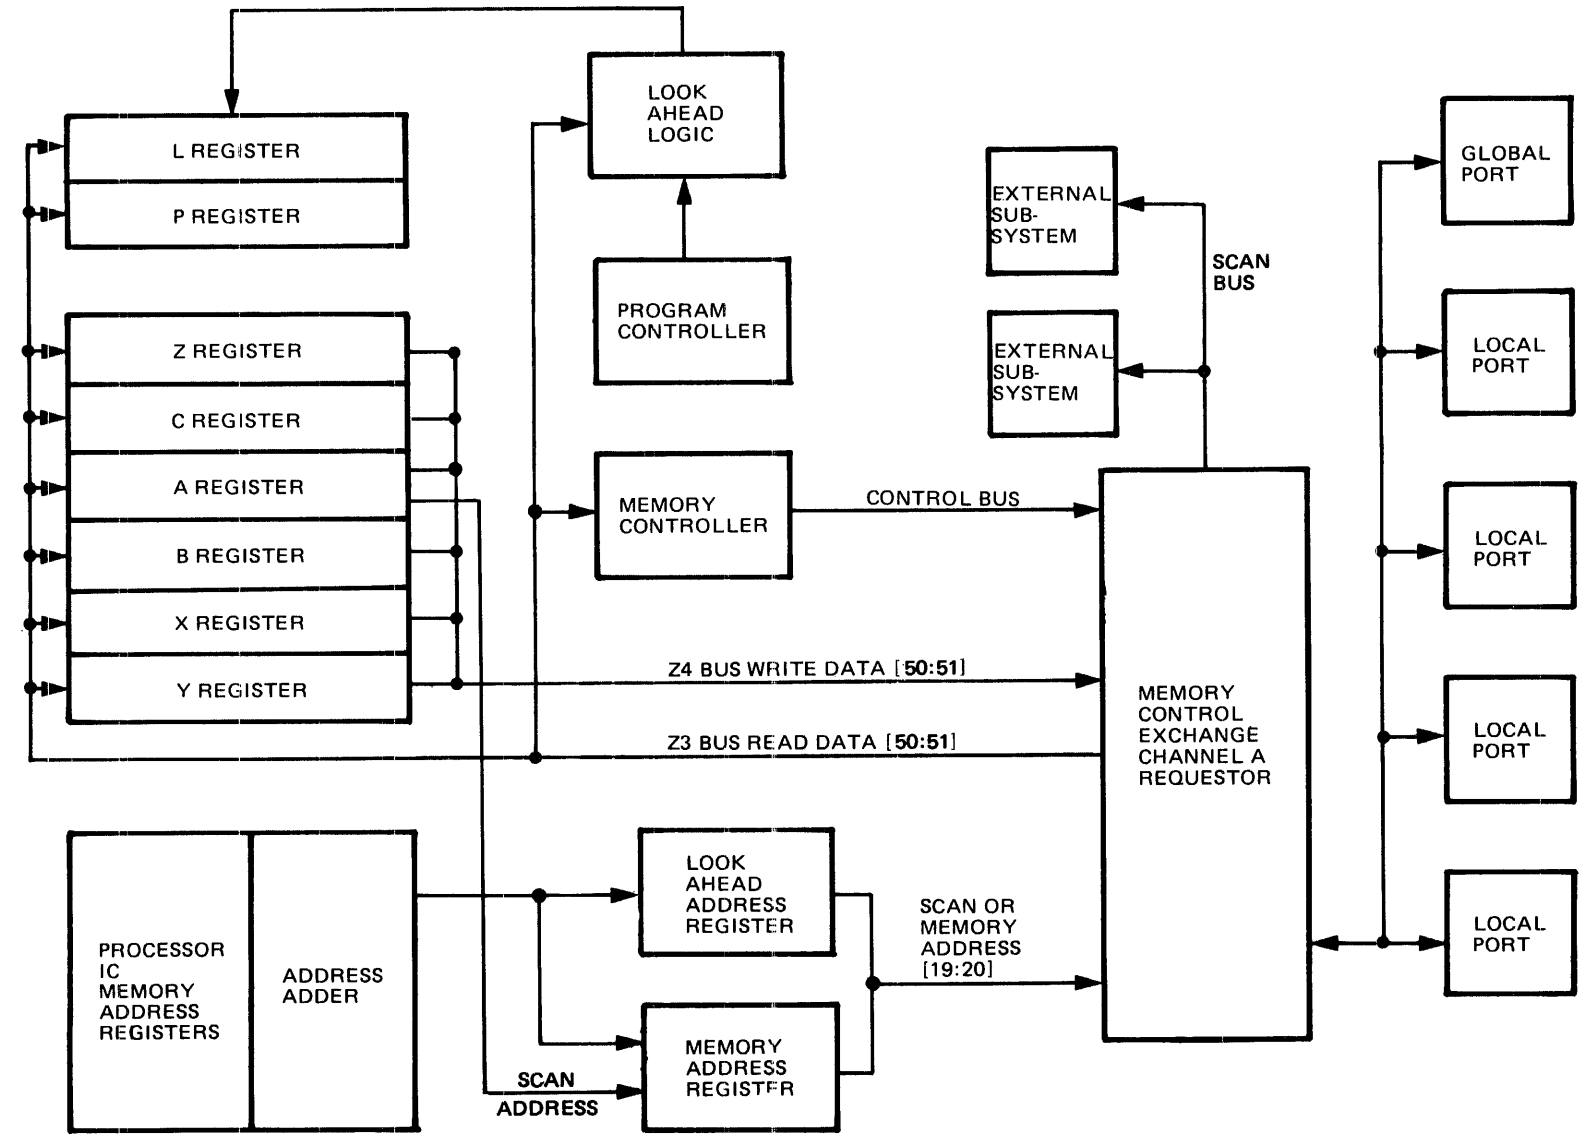 LOOK
AHEAD
LOGIC
L REGISTER
P REGISTER
GLOBAL
PORT
EXTERNAL
SUB-
SYSTEM
SCAN
BUS
PROGRAM
CONTROLLER
Z REGISTER
C REGISTER
A REGISTER
B REGISTER
X REGISTER
Y REGISTER
EXTERNAL
SUB-
SYSTEM
LOCAL
PORT
MEMORY
CONTROLLER
CONTROL BUS
LOCAL
PORT
Z4 BUS WRITE DATA [50:51]
Z3 BUS READ DATA [50:51]
MEMORY
CONTROL
EXCHANGE
CHANNEL A
REQUESTOR
LOCAL
PORT
PROCESSOR
IC
MEMORY
ADDRESS
REGISTERS
ADDRESS
ADDER
LOOK
AHEAD
ADDRESS
REGISTER
SCAN OR
MEMORY
ADDRESS
[19:20]
LOCAL
PORT
MEMORY
ADDRESS
REGISTER
SCAN
ADDRESS